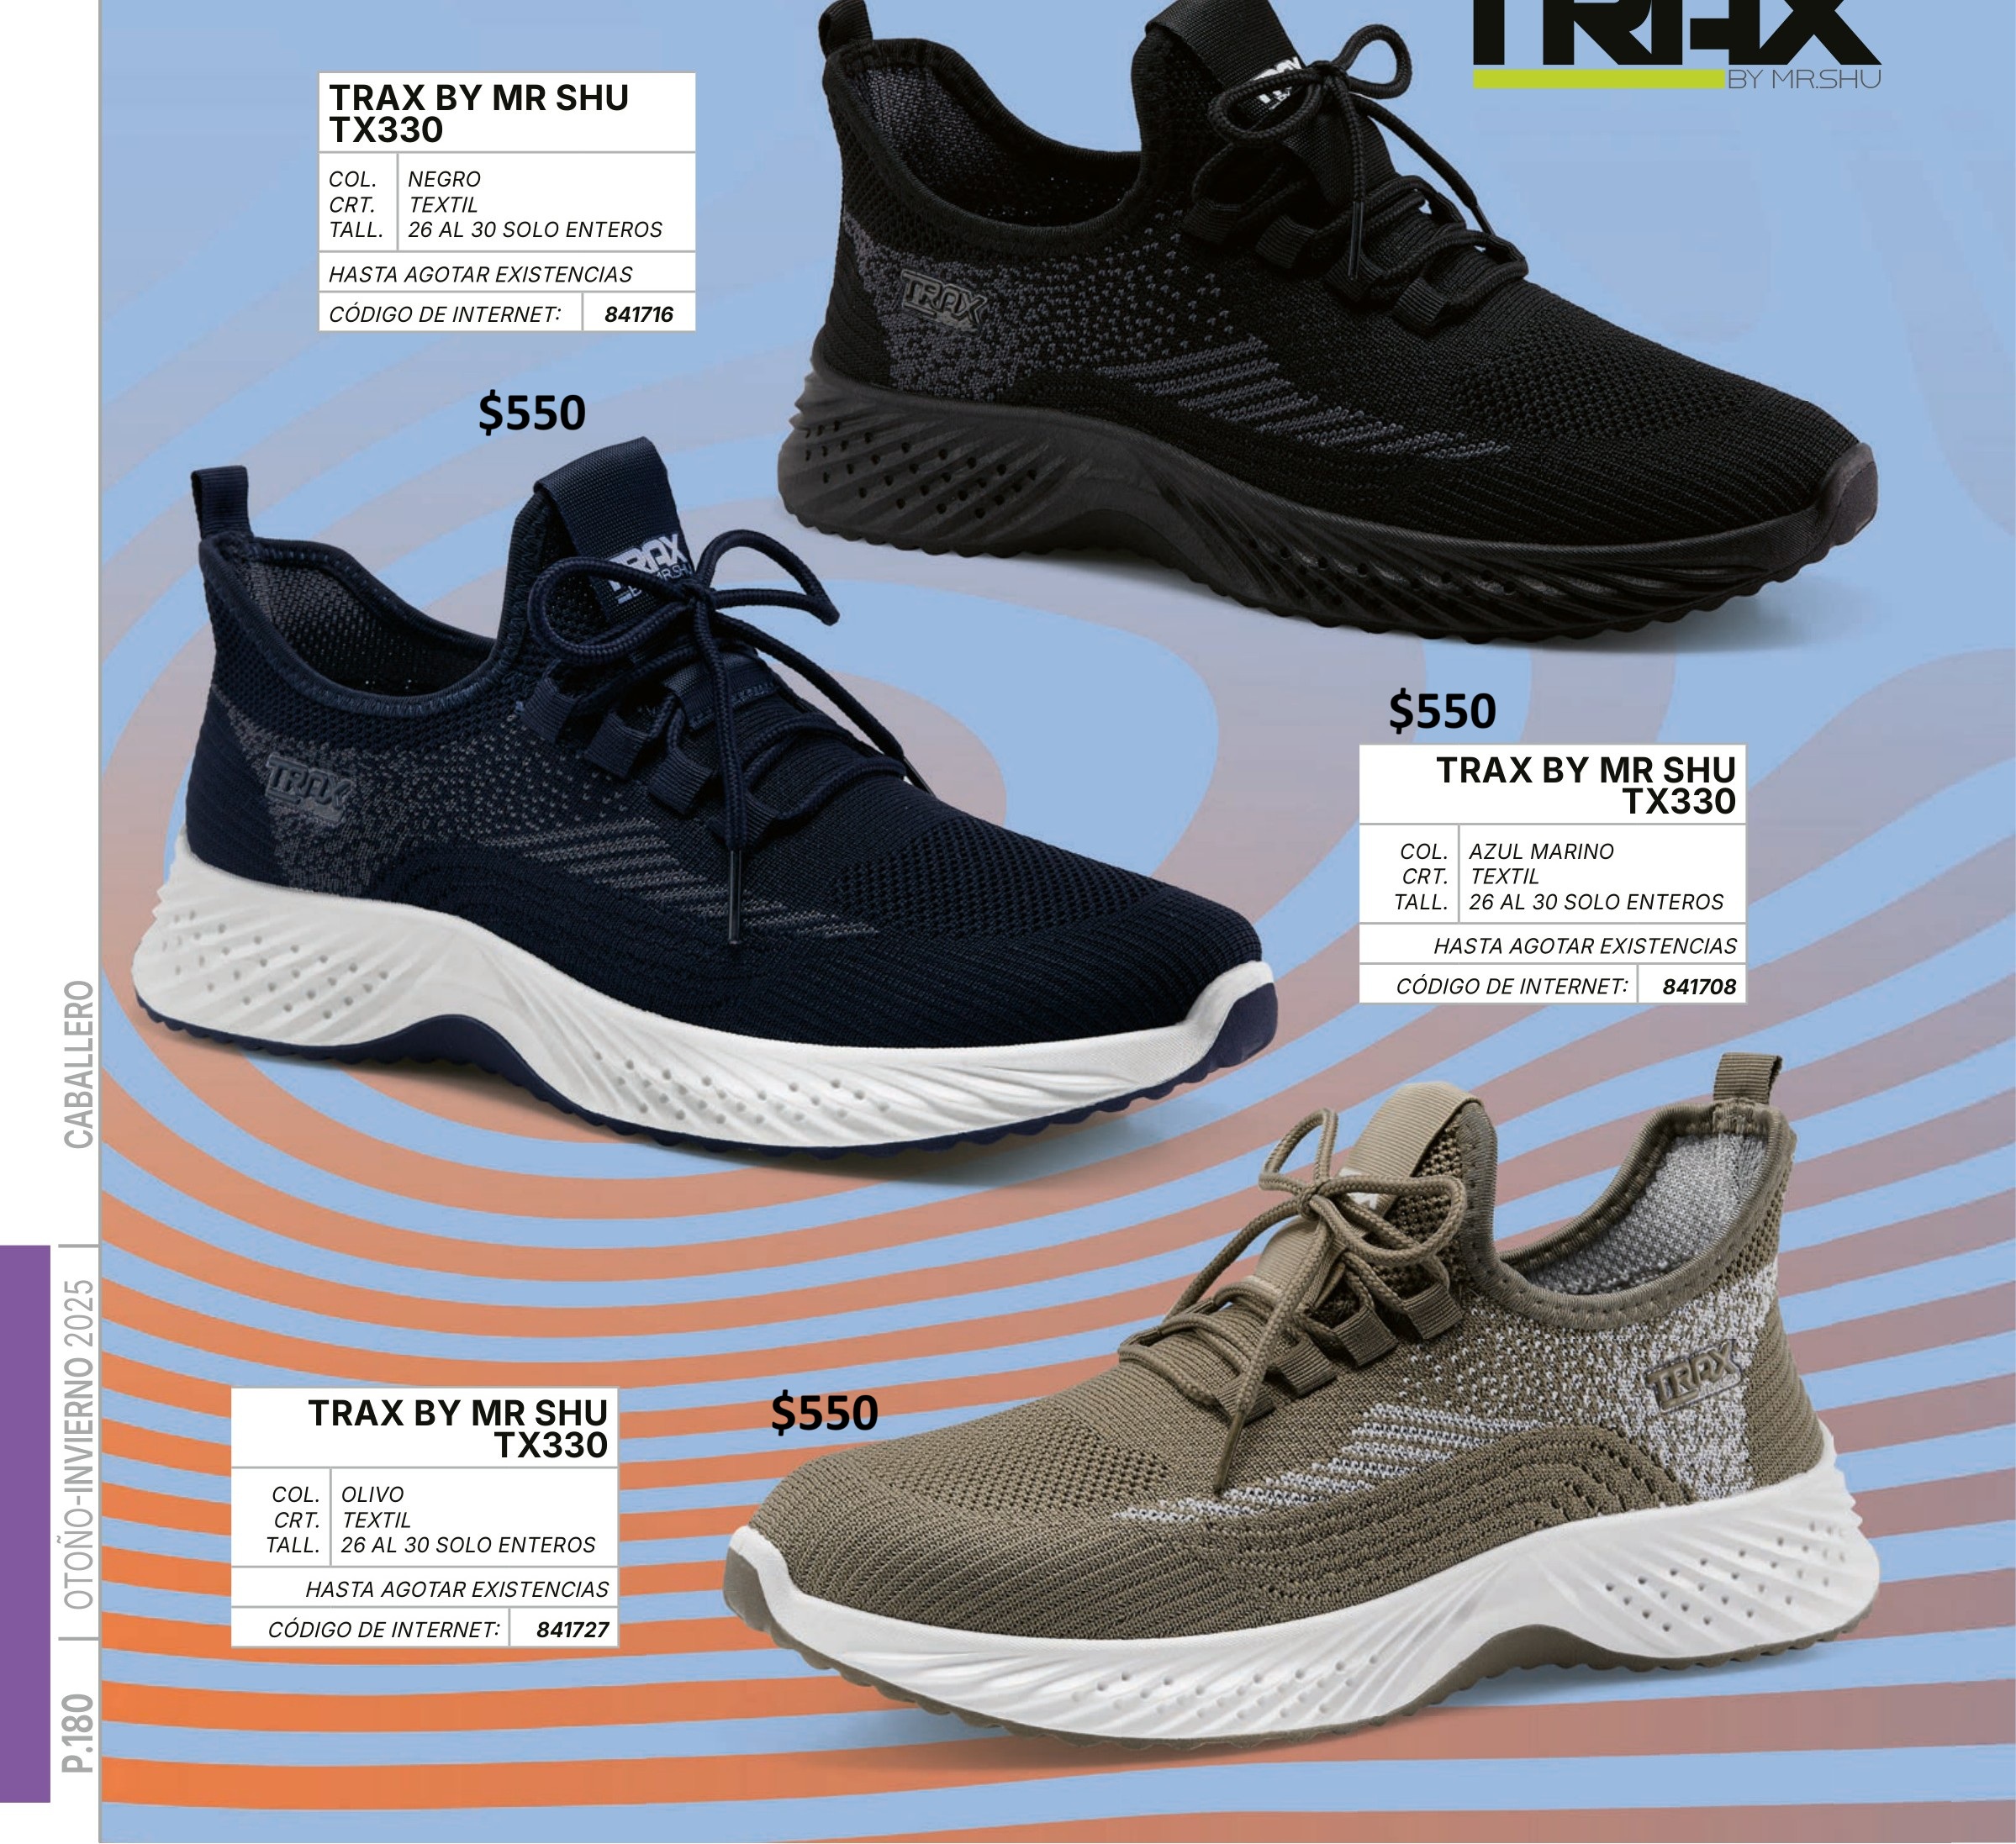 TRAX
BY MR.SHU
TRAX BY MR SHU
TX330
COL. NEGRO
CRT. TEXTIL
TALL. 26 AL 30 SOLO ENTEROS
HASTA AGOTAR EXISTENCIAS
CÓDIGO DE INTERNET: 841716
$550
TRAX
TRAX
TRAX
$550
TRAX BY MR SHU
TX330
COL. AZUL MARINO
CRT. TEXTIL
TALL. 26 AL 30 SOLO ENTEROS
HASTA AGOTAR EXISTENCIAS
CÓDIGO DE INTERNET: 841708
TRAX
$550
TRAX BY MR SHU
TX330
COL. OLIVO
CRT. TEXTIL
TALL. 26 AL 30 SOLO ENTEROS
HASTA AGOTAR EXISTENCIAS
CÓDIGO DE INTERNET: 841727
CABALLERO
OTOÑO-INVIERNO 2025
P.180